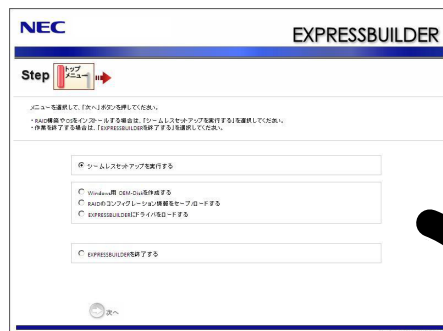 NEC
EXPRESSBUILDER
Step トップメニュー
メニューを選択して、「次へ」ボタンを押してください。
・RAID構築やOSをインストールする場合は、「シームレスセットアップを実行する」を選択してください。
・作業を終了する場合は、「EXPRESSBUILDERを終了する」を選択してください。
シームレスセットアップを実行する
Windows用 OEM-Diskを作成する
RAIDのコンフィグレーション情報をセーブ/ロードする
EXPRESSBUILDERにドライバをロードする
EXPRESSBUILDERを終了する
次へ